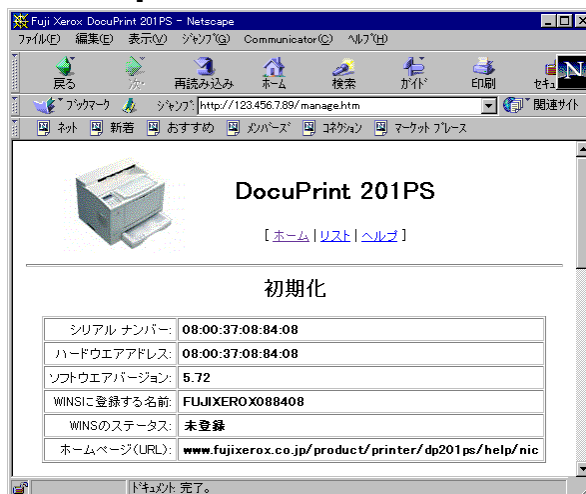 Fuji Xerox DocuPrint 201PS - Netscape
ファイル(F) 編集(E) 表示(V) ジャンプ(G) Communicator(C) ヘルプ(H)
戻る 次へ 再読み込み ホーム 検索 ガイド 印刷 セキュ
ブックマーク ジャンプ: http://123.456.7.89/manage.htm 関連サイト
ネット 新着 おすすめ メンバーズ コネクション マーケットプレース
DocuPrint 201PS
[ ホーム | リスト | ヘルプ ]
初期化
シリアル ナンバー: 08:00:37:08:84:08
ハードウエアアドレス: 08:00:37:08:84:08
ソフトウエアバージョン: 5.72
WINSに登録する名前: FUJIXEROX088408
WINSのステータス: 未登録
ホームページ(URL): www.fujixerox.co.jp/product/printer/dp201ps/help/nic
ドキュメント: 完了。